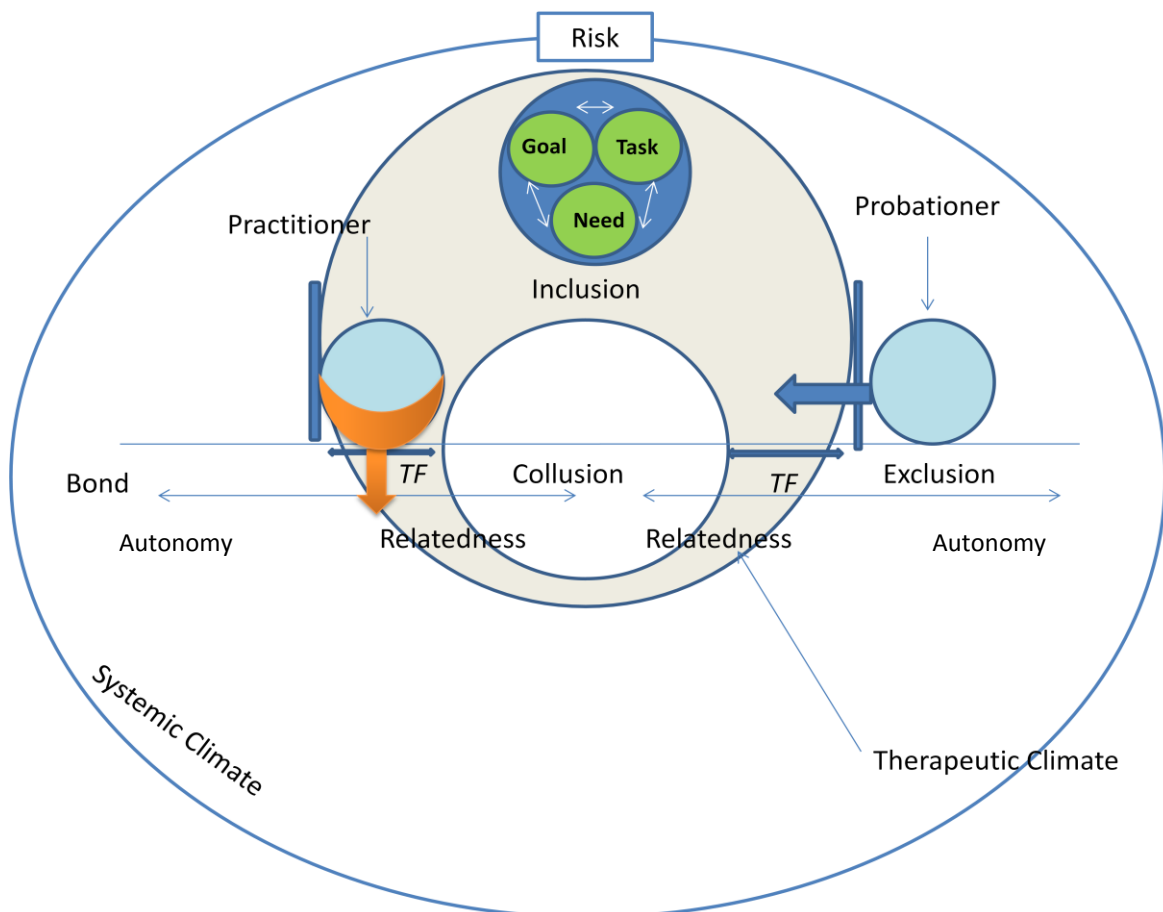 Risk
Goal
Task
Need
Practitioner
Probationer
Inclusion
TF
Collusion
TF
Exclusion
Bond
Autonomy
Relatedness
Relatedness
Autonomy
Systemic Climate
Therapeutic Climate